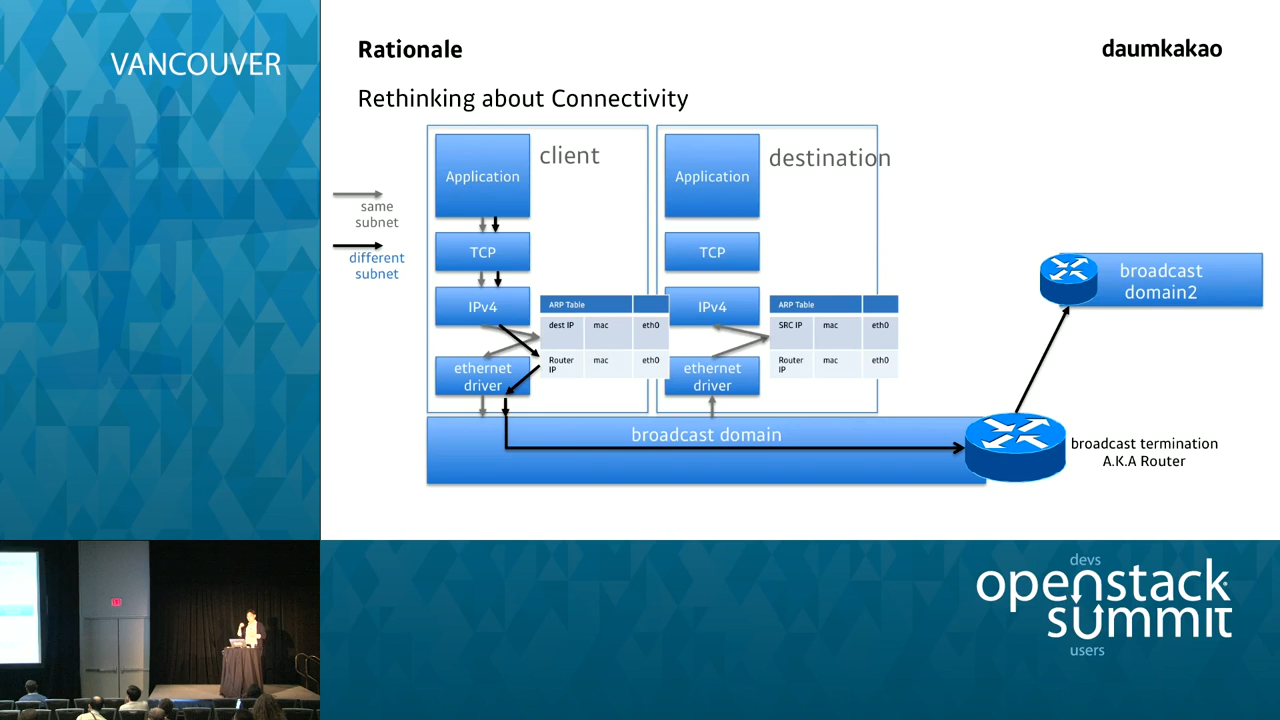 VANCOUVER
Rationale
daumkakao
Rethinking about Connectivity
client
destination
Application
Application
same
subnet
different
subnet
TCP
TCP
IPv4
IPv4
ARP Table
dest IP mac eth0
Router
IP
mac eth0
ARP Table
SRC IP mac eth0
Router
IP
mac eth0
ethernet
driver
ethernet
driver
broadcast
domain2
broadcast domain
broadcast termination
A.K.A Router
devs
openstack
summit
users